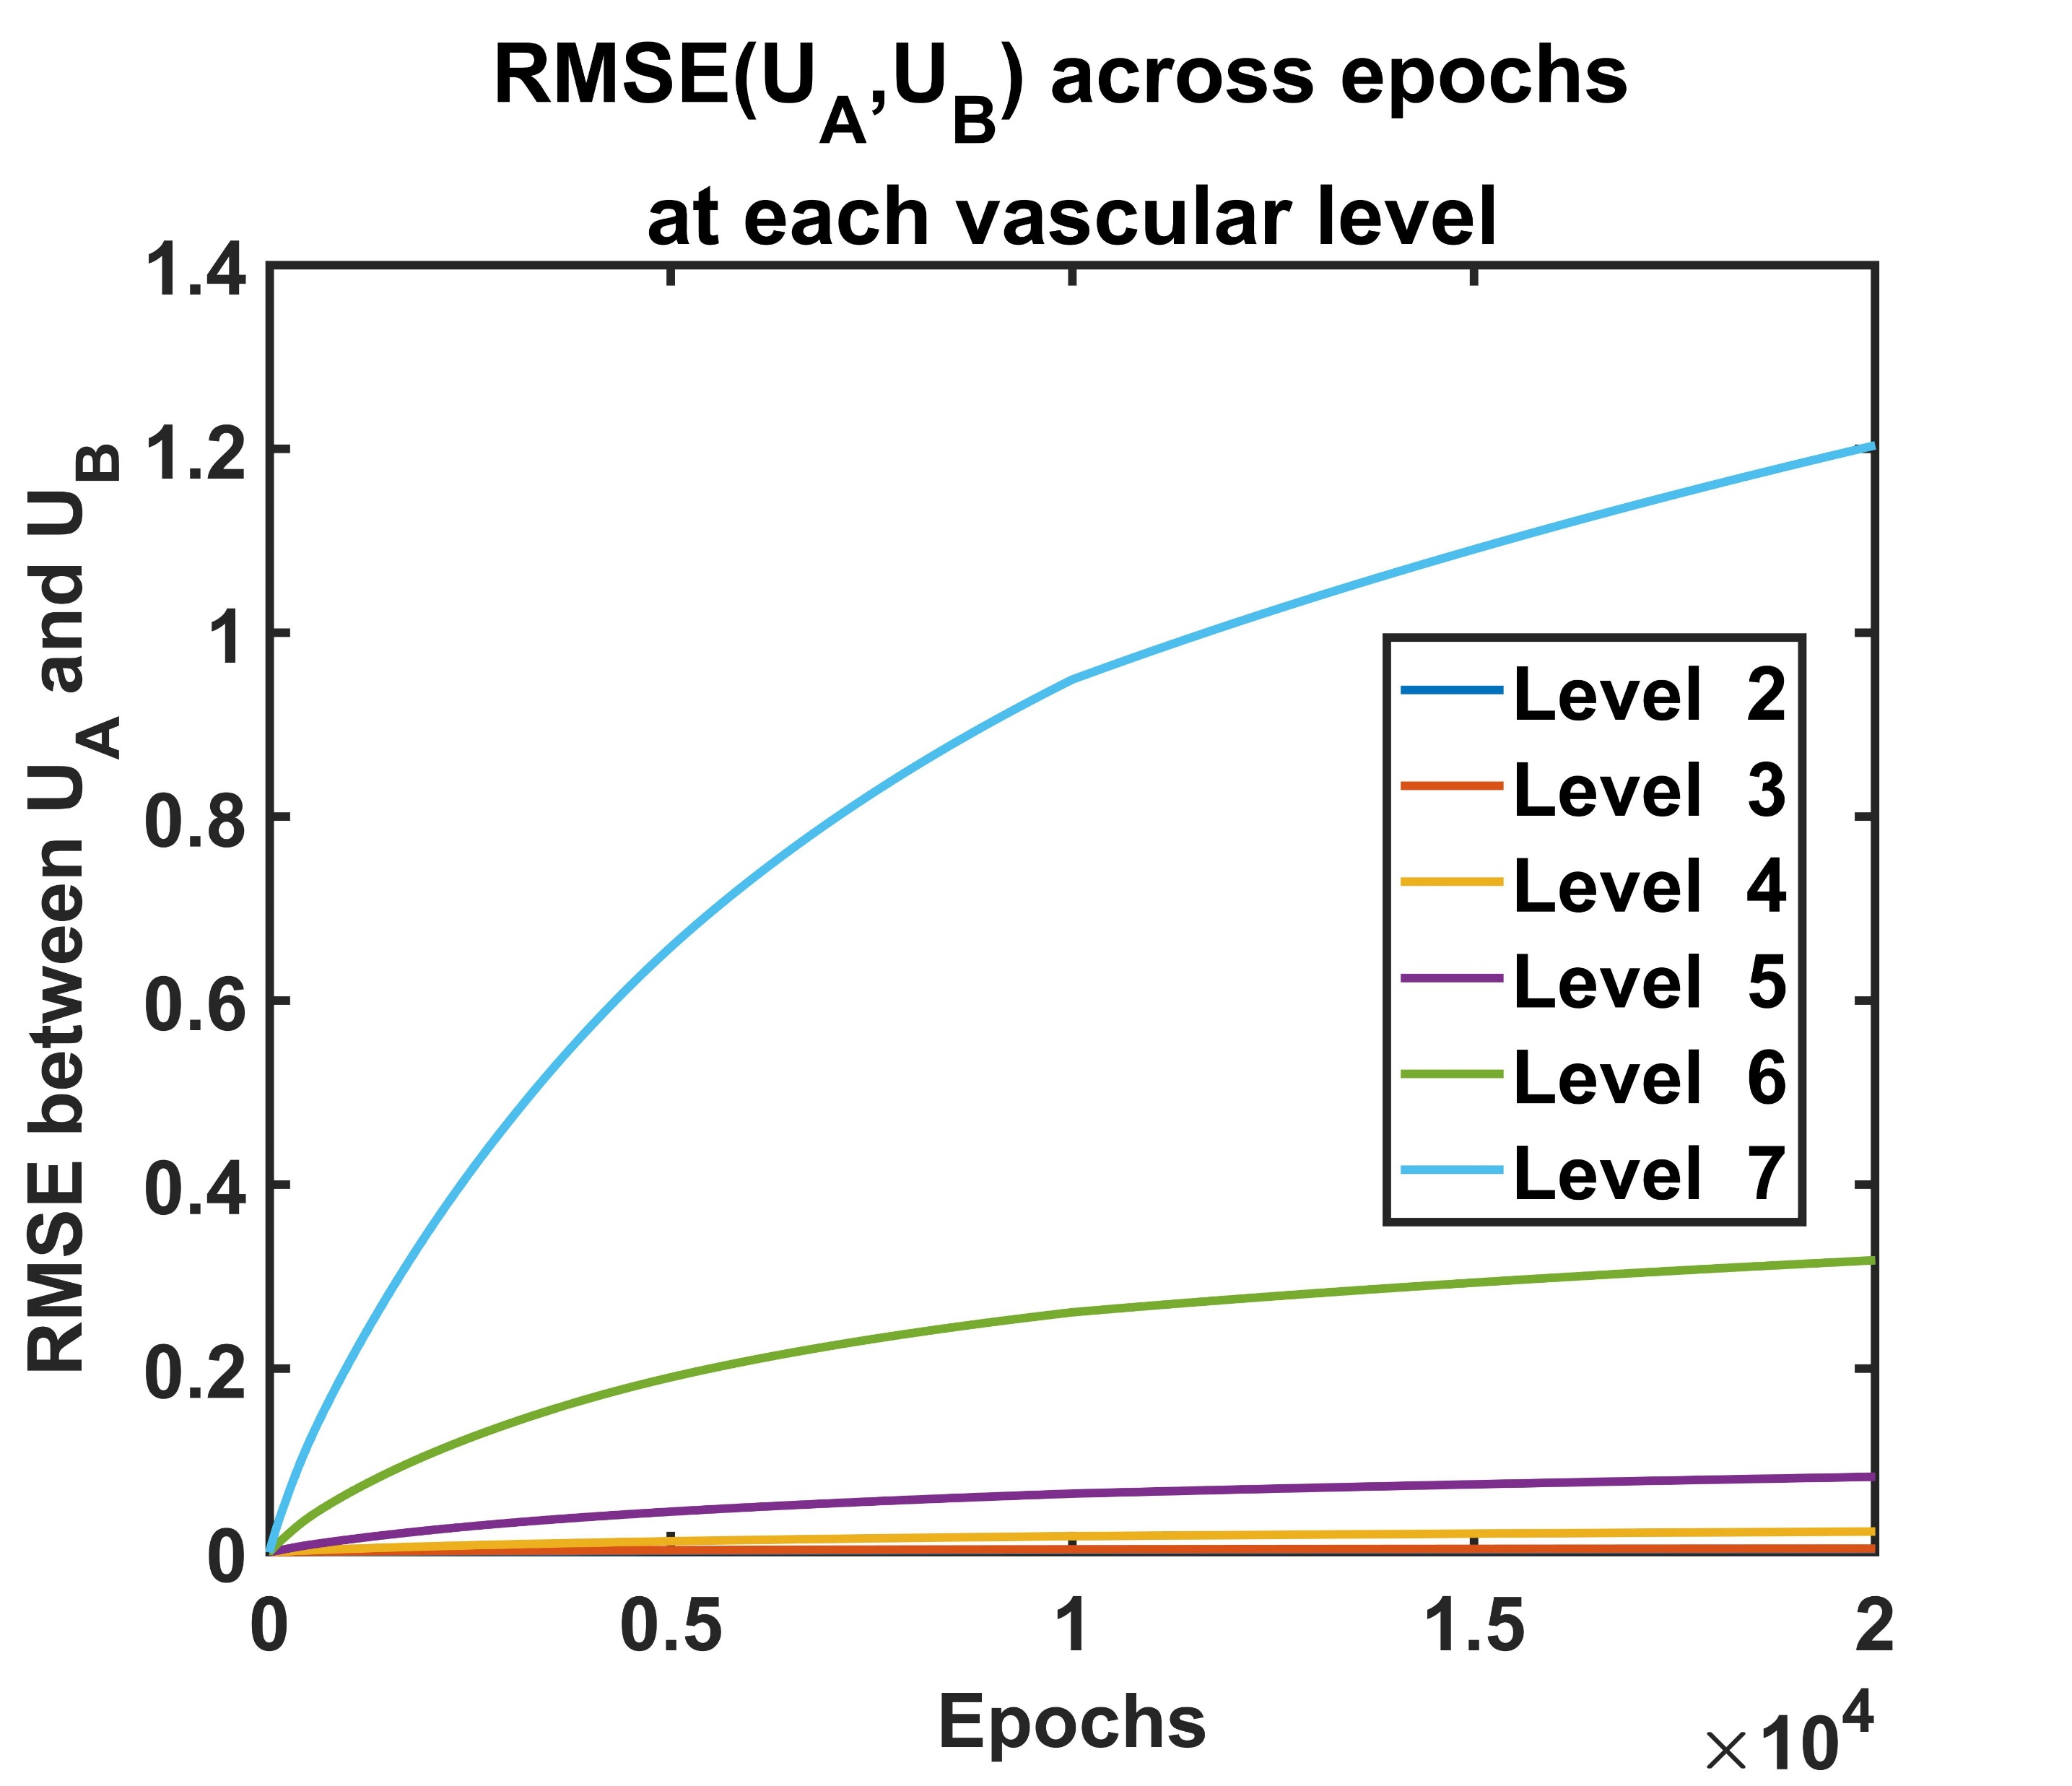 RMSE(U_A,U_B) across epochs
at each vascular level
RMSE between U_A and U_B
1.4
1.2
1
0.8
0.6
0.4
0.2
0
Level 2
Level 3
Level 4
Level 5
Level 6
Level 7
0 0.5 1 1.5 2
Epochs
×10^4